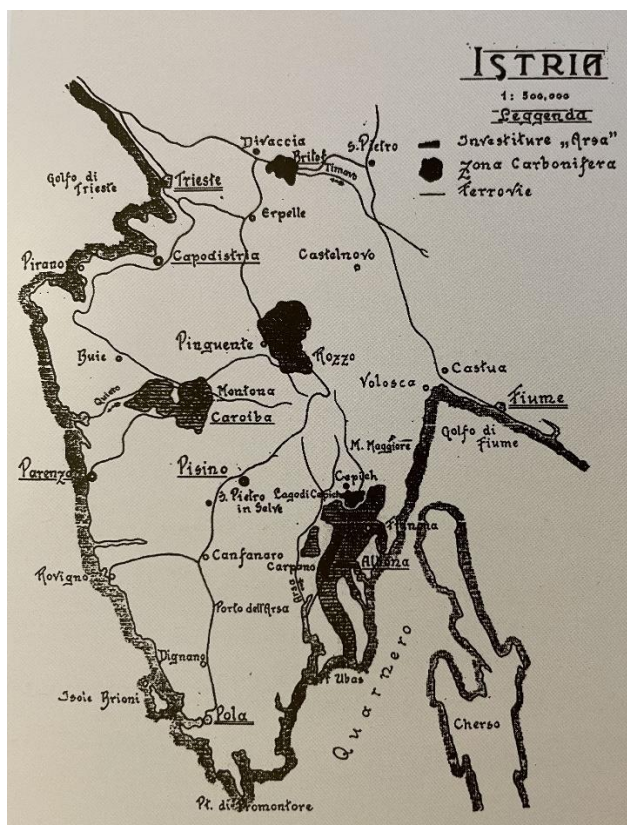 ISTRIA
1: 500,000
Leggenda
Investiture „Arsa"
Zona Carbonifera
Ferrovie
Divaccia
Britof
S. Pietro
Timavo
Golfo di
Trieste
Trieste
Erpelle
Castelnovo
Capodistria
Pirano
Pinguente
Rozzo
Buie
Castua
Volosca
Fiume
Golfo di
Fiume
Quieto
Montona
Caroiba
M. Maggiore
Parenzo
Pisino
Cepich
S. Pietro
in Selve
Lago di Cepich
Fianona
Canfanaro
Carpano
Albona
Arsa
Rovigno
Porto dell'Arsa
Dignano
Ubas
Isole Brioni
Pola
Quarnero
Cherso
Pt. di Promontore